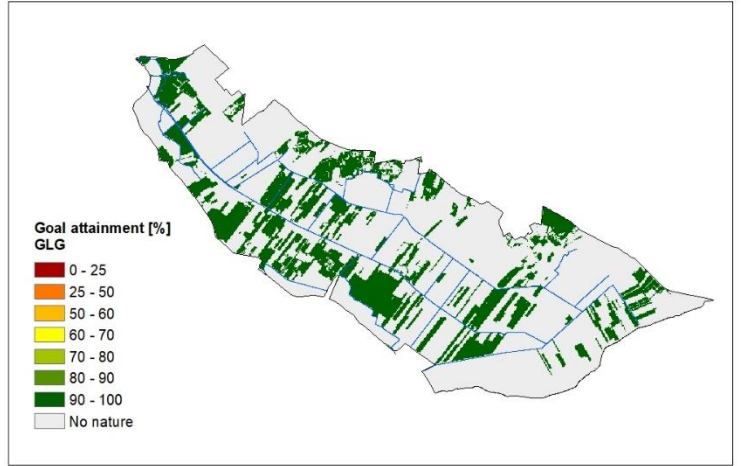 Goal attainment [%]
GLG
0 - 25
25 - 50
50 - 60
60 - 70
70 - 80
80 - 90
90 - 100
No nature